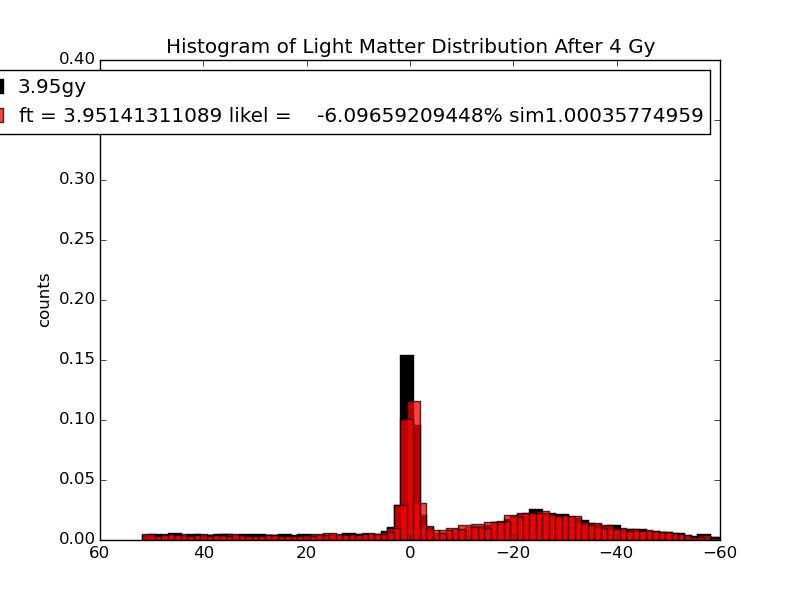 Histogram of Light Matter Distribution After 4 Gy
0.40
3.95gy
ft = 3.95141311089 likel =    -6.09659209448% sim1.00035774959
0.30
0.25
0.20
0.15
0.10
0.05
0.00
counts
60 40 20 0 −20 −40 −60